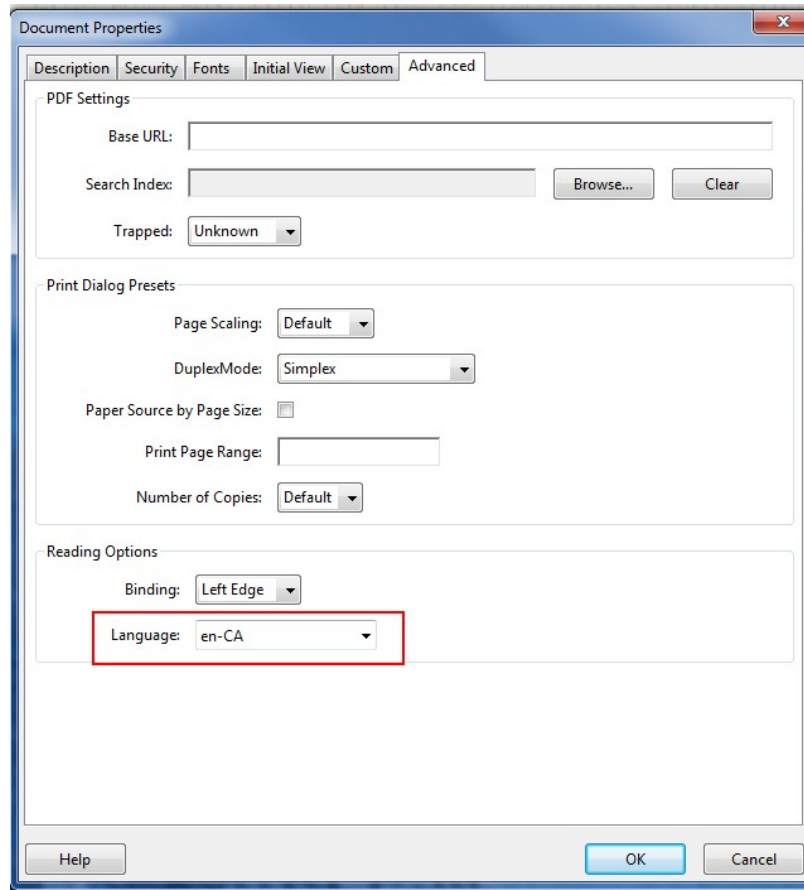 Document Properties
Description Security Fonts Initial View Custom Advanced
PDF Settings
Base URL:
Search Index: Browse... Clear
Trapped: Unknown
Print Dialog Presets
Page Scaling: Default
DuplexMode: Simplex
Paper Source by Page Size:
Print Page Range:
Number of Copies: Default
Reading Options
Binding: Left Edge
Language: en-CA
Help OK Cancel